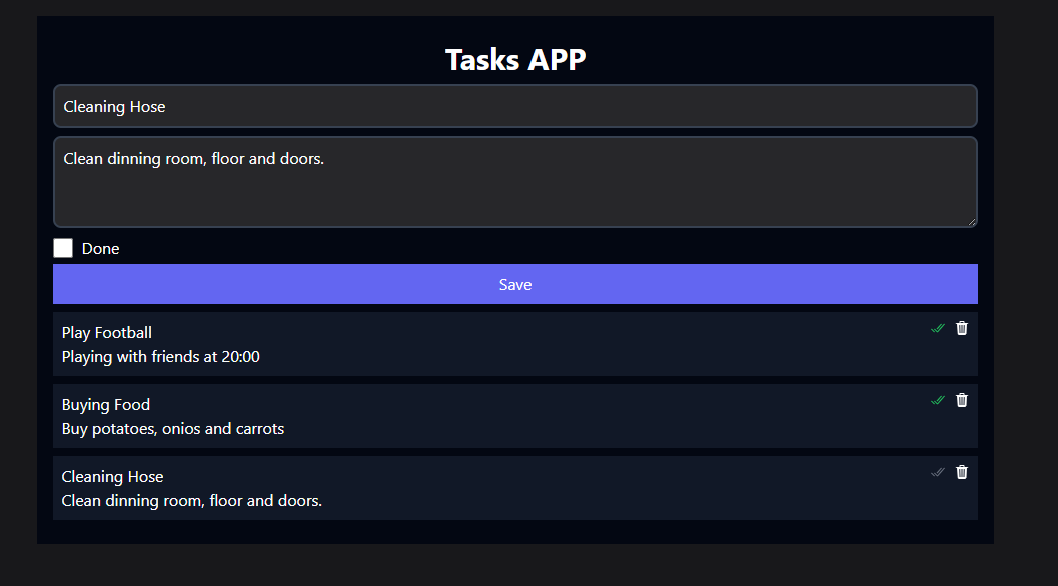 Tasks APP
Cleaning Hose
Clean dinning room, floor and doors.
Done
Save
Play Football
Playing with friends at 20:00
Buying Food
Buy potatoes, onios and carrots
Cleaning Hose
Clean dinning room, floor and doors.